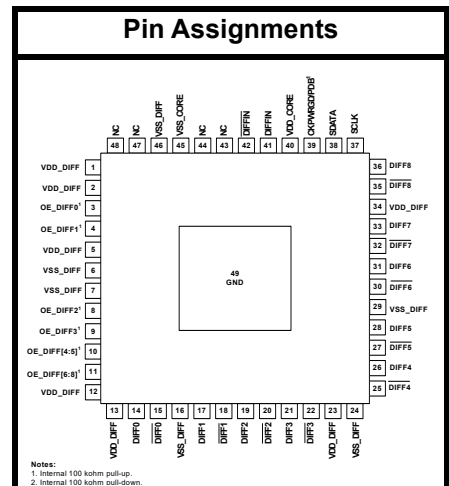 Pin Assignments
NC
NC
VSS_DIFF
VSS_CORE
NC
NC
DIFFIN
DIFFIN
VDD_CORE
CKPWRGD/PDB¹
SDATA
SCLK
48 47 46 45 44 43 42 41 40 39 38 37
VDD_DIFF 1
VDD_DIFF 2
OE_DIFF0¹ 3
OE_DIFF1¹ 4
VDD_DIFF 5
VSS_DIFF 6
VSS_DIFF 7
OE_DIFF2¹ 8
OE_DIFF3¹ 9
OE_DIFF[4:5]¹ 10
OE_DIFF[6:8]¹ 11
VDD_DIFF 12
49
GND
36 DIFF8
35 DIFF8
34 VDD_DIFF
33 DIFF7
32 DIFF7
31 DIFF6
30 DIFF6
29 VSS_DIFF
28 DIFF5
27 DIFF5
26 DIFF4
25 DIFF4
13 14 15 16 17 18 19 20 21 22 23 24
VDD_DIFF
DIFF0
DIFF0
VSS_DIFF
DIFF1
DIFF1
DIFF2
DIFF2
DIFF3
DIFF3
VDD_DIFF
VSS_DIFF
Notes:
1. Internal 100 kohm pull-up.
2. Internal 100 kohm pull-down.